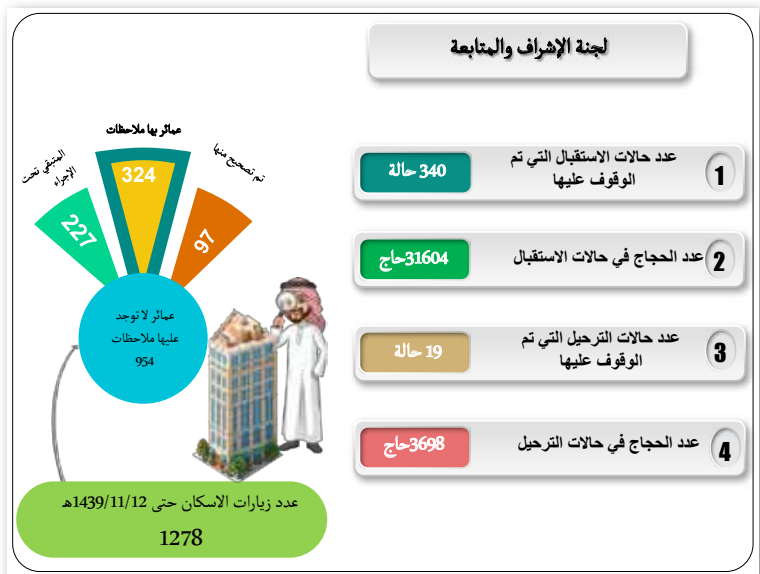 لجنة الإشراف والمتابعة
1
عدد حالات الاستقبال التي تم
الوقوف عليها
340 حالة
2
عدد الحجاج في حالات الاستقبال
31604حاج
3
عدد حالات الترحيل التي تم
الوقوف عليها
19 حالة
4
عدد الحجاج في حالات الترحيل
3698حاج
عمائر بها ملاحظات
324
تم تصحيح منها
97
المتبقي تحت
الإجراء
227
عمائر لا توجد
عليها ملاحظات
954
عدد زيارات الاسكان حتى 1439/11/12هـ
1278